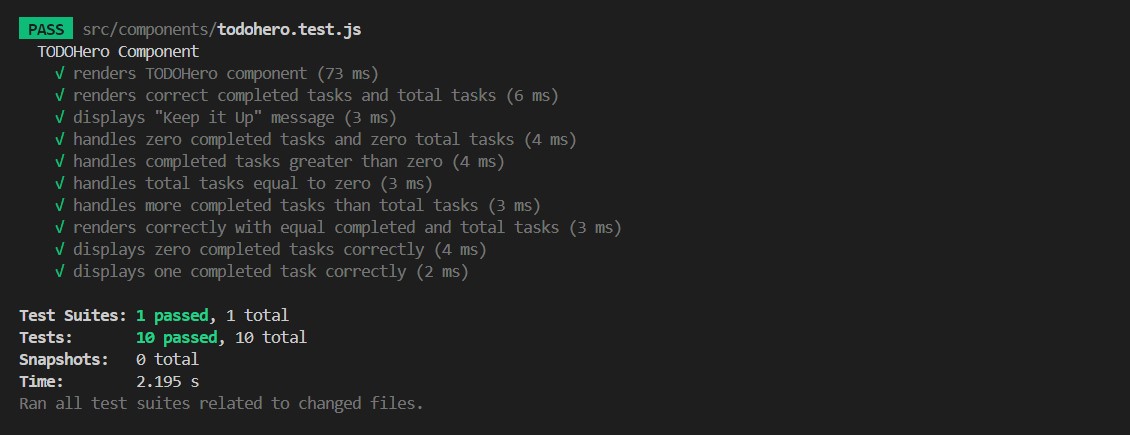 PASS src/components/todohero.test.js
TODOHero Component
√ renders TODOHero component (73 ms)
√ renders correct completed tasks and total tasks (6 ms)
√ displays "Keep it Up" message (3 ms)
√ handles zero completed tasks and zero total tasks (4 ms)
√ handles completed tasks greater than zero (4 ms)
√ handles total tasks equal to zero (3 ms)
√ handles more completed tasks than total tasks (3 ms)
√ renders correctly with equal completed and total tasks (3 ms)
√ displays zero completed tasks correctly (4 ms)
√ displays one completed task correctly (2 ms)
Test Suites: 1 passed, 1 total
Tests: 10 passed, 10 total
Snapshots: 0 total
Time: 2.195 s
Ran all test suites related to changed files.